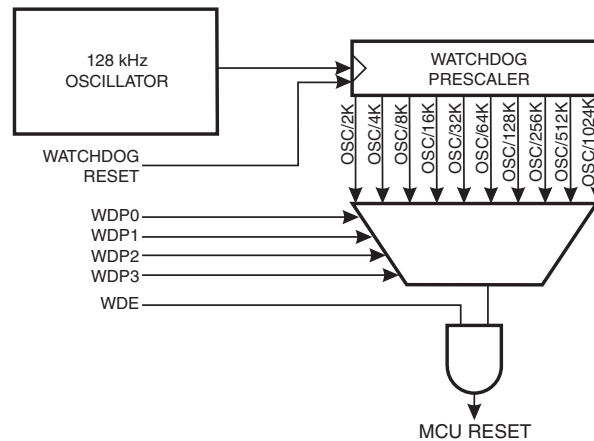 128 kHz
OSCILLATOR
WATCHDOG
PRESCALER
OSC/2K
OSC/4K
OSC/8K
OSC/16K
OSC/32K
OSC/64K
OSC/128K
OSC/256K
OSC/512K
OSC/1024K
WATCHDOG
RESET
WDP0
WDP1
WDP2
WDP3
WDE
MCU RESET